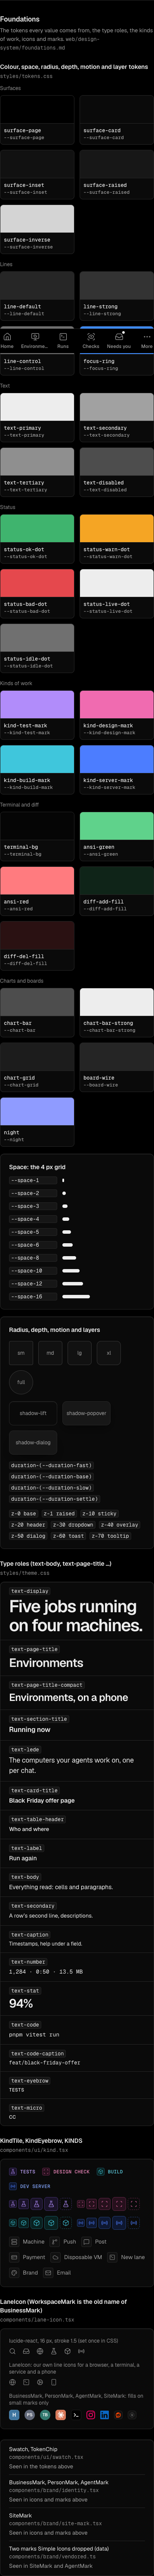 Foundations
The tokens every value comes from, the type roles, the kinds
of work, icons and marks. web/design-
system/foundations.md
Colour, space, radius, depth, motion and layer tokens
styles/tokens.css
Surfaces
surface-page
--surface-page
surface-card
--surface-card
surface-inset
--surface-inset
surface-raised
--surface-raised
surface-inverse
--surface-inverse
Lines
line-default
--line-default
line-strong
--line-strong
Home
Environme...
Runs
Checks
Needs you
More
line-control
--line-control
focus-ring
--focus-ring
Text
text-primary
--text-primary
text-secondary
--text-secondary
text-tertiary
--text-tertiary
text-disabled
--text-disabled
Status
status-ok-dot
--status-ok-dot
status-warn-dot
--status-warn-dot
status-bad-dot
--status-bad-dot
status-live-dot
--status-live-dot
status-idle-dot
--status-idle-dot
Kinds of work
kind-test-mark
--kind-test-mark
kind-design-mark
--kind-design-mark
kind-build-mark
--kind-build-mark
kind-server-mark
--kind-server-mark
Terminal and diff
terminal-bg
--terminal-bg
ansi-green
--ansi-green
ansi-red
--ansi-red
diff-add-fill
--diff-add-fill
diff-del-fill
--diff-del-fill
Charts and boards
chart-bar
--chart-bar
chart-bar-strong
--chart-bar-strong
chart-grid
--chart-grid
board-wire
--board-wire
night
--night
Space: the 4 px grid
--space-1
--space-2
--space-3
--space-4
--space-5
--space-6
--space-8
--space-10
--space-12
--space-16
Radius, depth, motion and layers
sm
md
lg
xl
full
shadow-lift
shadow-popover
shadow-dialog
duration-(--duration-fast)
duration-(--duration-base)
duration-(--duration-slow)
duration-(--duration-settle)
z-0 base z-1 raised z-10 sticky
z-20 header z-30 dropdown z-40 overlay
z-50 dialog z-60 toast z-70 tooltip
Type roles (text-body, text-page-title …)
styles/theme.css
text-display
Five jobs running
on four machines.
text-page-title
Environments
text-page-title-compact
Environments, on a phone
text-section-title
Running now
text-lede
The computers your agents work on, one
per chat.
text-card-title
Black Friday offer page
text-table-header
Who and where
text-label
Run again
text-body
Everything read: cells and paragraphs.
text-secondary
A row's second line, descriptions.
text-caption
Timestamps, help under a field.
text-number
1,284 · 0:50 · 13.5 MB
text-stat
94%
text-code
pnpm vitest run
text-code-caption
feat/black-friday-offer
text-eyebrow
TESTS
text-micro
CC
KindTile, KindEyebrow, KINDS
components/ui/kind.tsx
TESTS
DESIGN CHECK
BUILD
DEV SERVER
Machine
Push
Post
Payment
Disposable VM
New lane
Brand
Email
LaneIcon (WorkspaceMark is the old name of
BusinessMark)
components/lane-icon.tsx
lucide-react, 16 px, stroke 1.5 (set once in CSS)
LaneIcon: our own line icons for a browser, a terminal, a
service and a phone
BusinessMark, PersonMark, AgentMark, SiteMark: fills on
small marks only
Swatch, TokenChip
components/ui/swatch.tsx
Seen in the tokens above
BusinessMark, PersonMark, AgentMark
components/brand/identity.tsx
Seen in icons and marks above
SiteMark
components/brand/site-mark.tsx
Seen in icons and marks above
Two marks Simple Icons dropped (data)
components/brand/vendored.ts
Seen in SiteMark and AgentMark